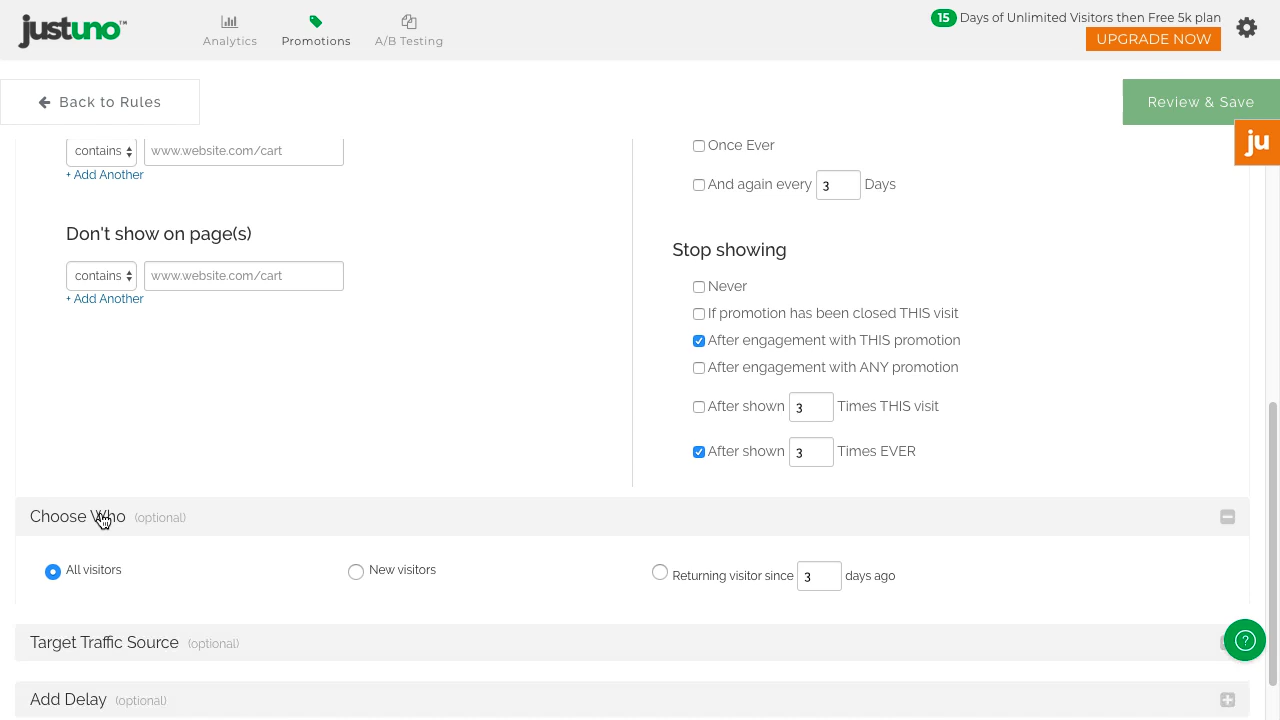 justuno™
Analytics
Promotions
A/B Testing
15 Days of Unlimited Visitors then Free 5k plan
UPGRADE NOW
Back to Rules
Review & Save
ju
contains www.website.com/cart
+ Add Another
Don't show on page(s)
contains www.website.com/cart
+ Add Another
Once Ever
And again every 3 Days
Stop showing
Never
If promotion has been closed THIS visit
After engagement with THIS promotion
After engagement with ANY promotion
After shown 3 Times THIS visit
After shown 3 Times EVER
Choose Who (optional)
All visitors
New visitors
Returning visitor since 3 days ago
Target Traffic Source (optional)
Add Delay (optional)